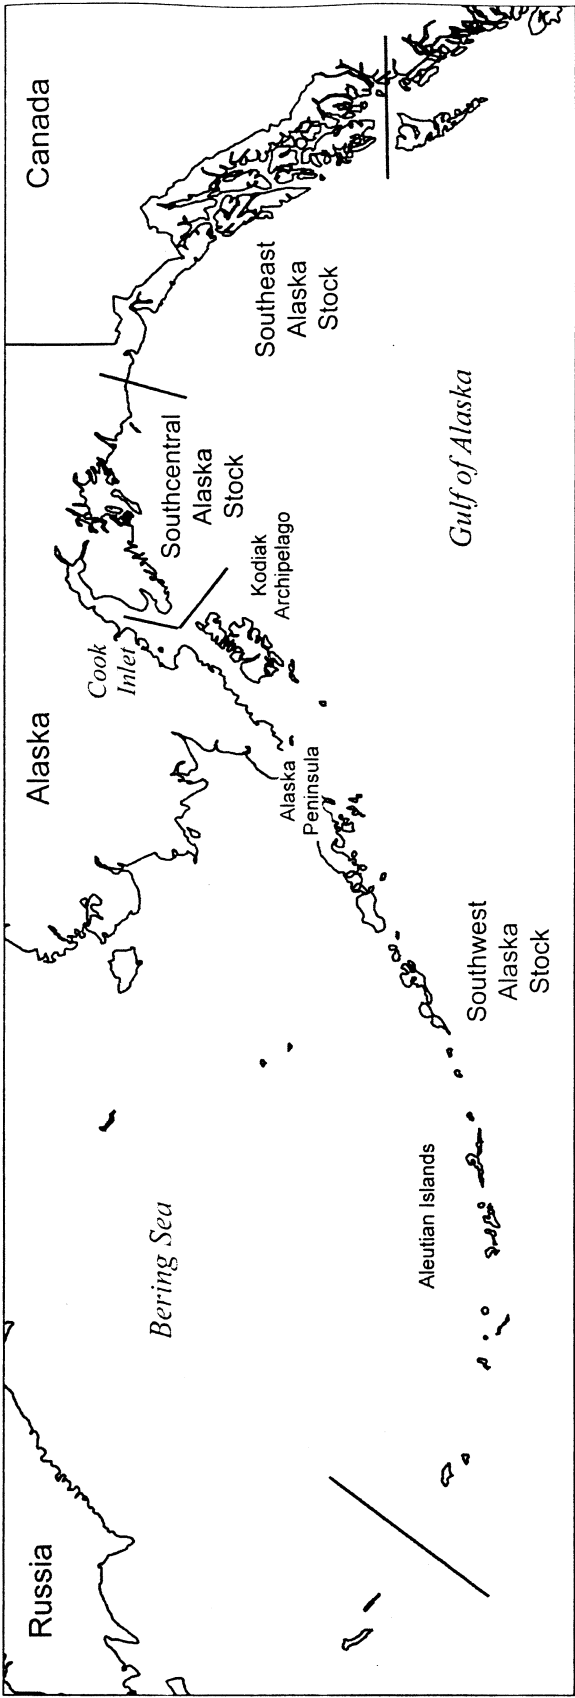 Russia
Alaska
Canada
Bering Sea
Cook
Inlet
Southcentral
Alaska
Stock
Southeast
Alaska
Stock
Kodiak
Archipelago
Alaska
Peninsula
Gulf of Alaska
Aleutian Islands
Southwest
Alaska
Stock